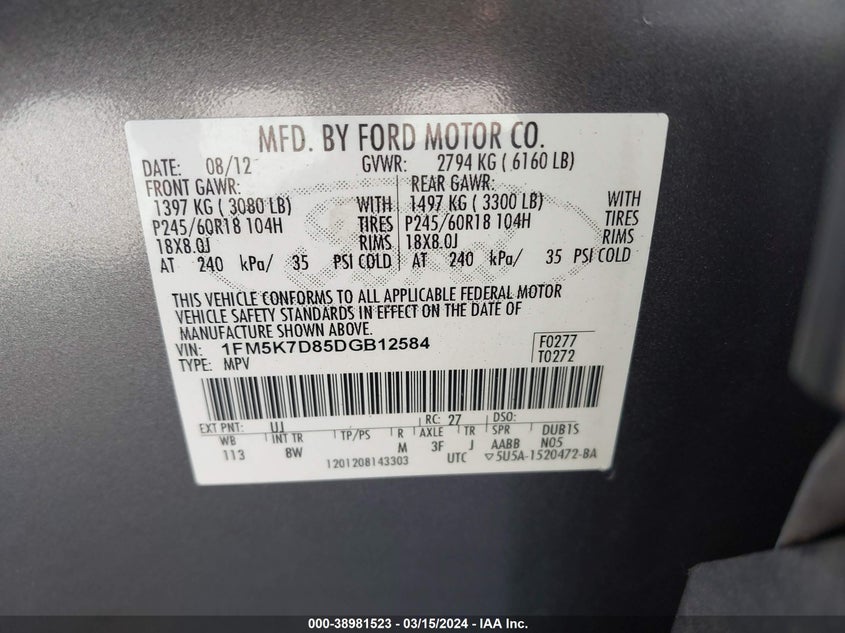 MFD. BY FORD MOTOR CO.
DATE: 08/12 GVWR: 2794 KG ( 6160 LB)
FRONT GAWR: REAR GAWR:
1397 KG ( 3080 LB) WITH 1497 KG ( 3300 LB) WITH
P245/60R18 104H TIRES P245/60R18 104H TIRES
18X8.0J RIMS 18X8.0J RIMS
AT 240 kPa/ 35 PSI COLD AT 240 kPa/ 35 PSI COLD
THIS VEHICLE CONFORMS TO ALL APPLICABLE FEDERAL MOTOR
VEHICLE SAFETY STANDARDS IN EFFECT ON THE DATE OF
MANUFACTURE SHOWN ABOVE.
VIN: 1FM5K7D85DGB12584 F0277
TYPE: MPV T0272
EXT PNT: UJ RC: 27 DSO:
WB INT TR TP/PS R AXLE TR SPR DUB1S
113 8W M 3F J AABB N05
1201208143303 UTC ▽5U5A-1520472-BA
000-38981523 - 03/15/2024 - IAA Inc.